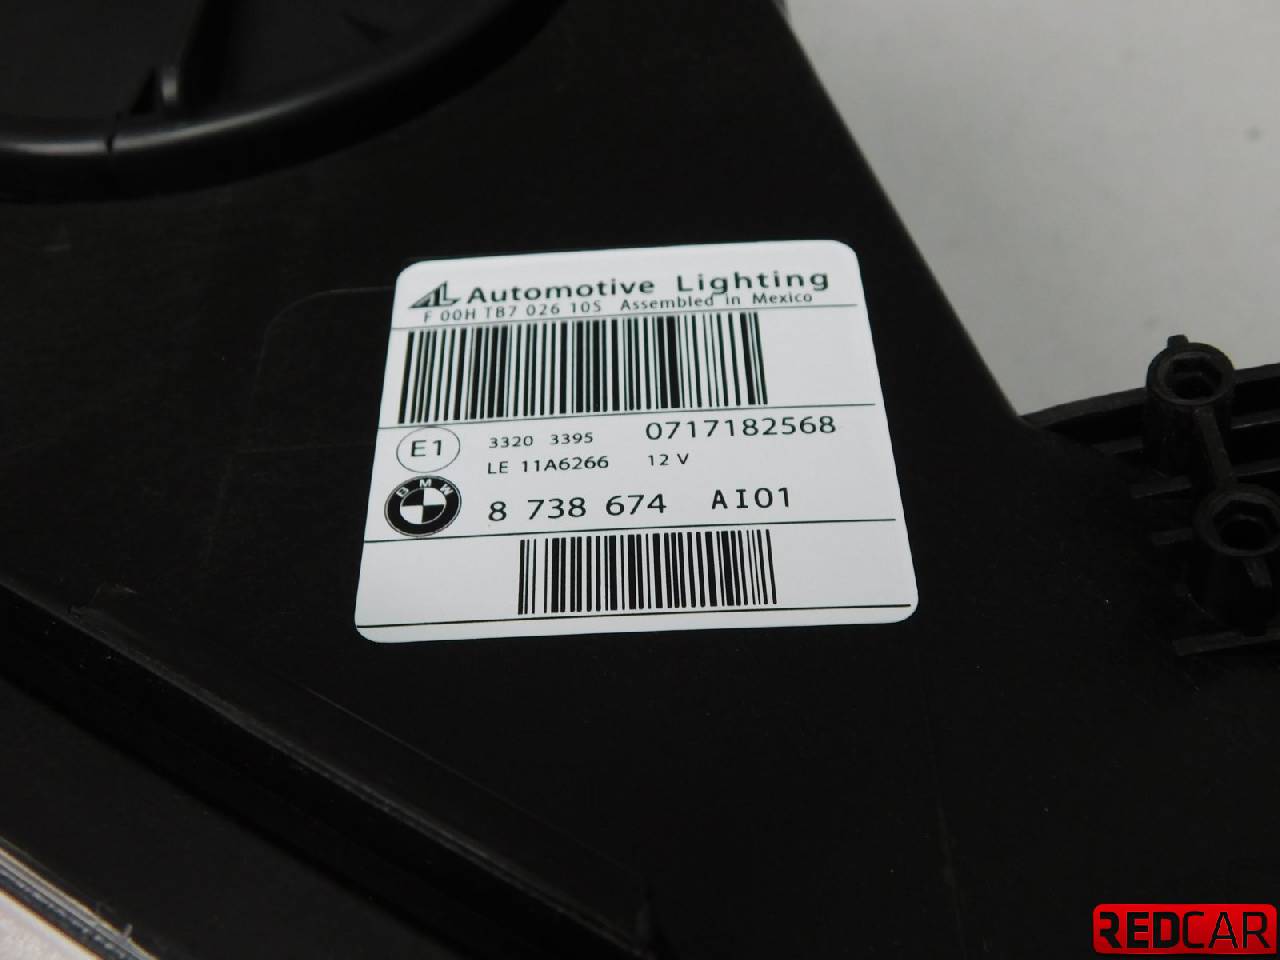 AL Automotive Lighting
F 00H TB7 026 10S Assembled in Mexico
E1 3320 3395 0717182568
LE 11A6266 12 V
BMW 8 738 674 AI01
REDCAR